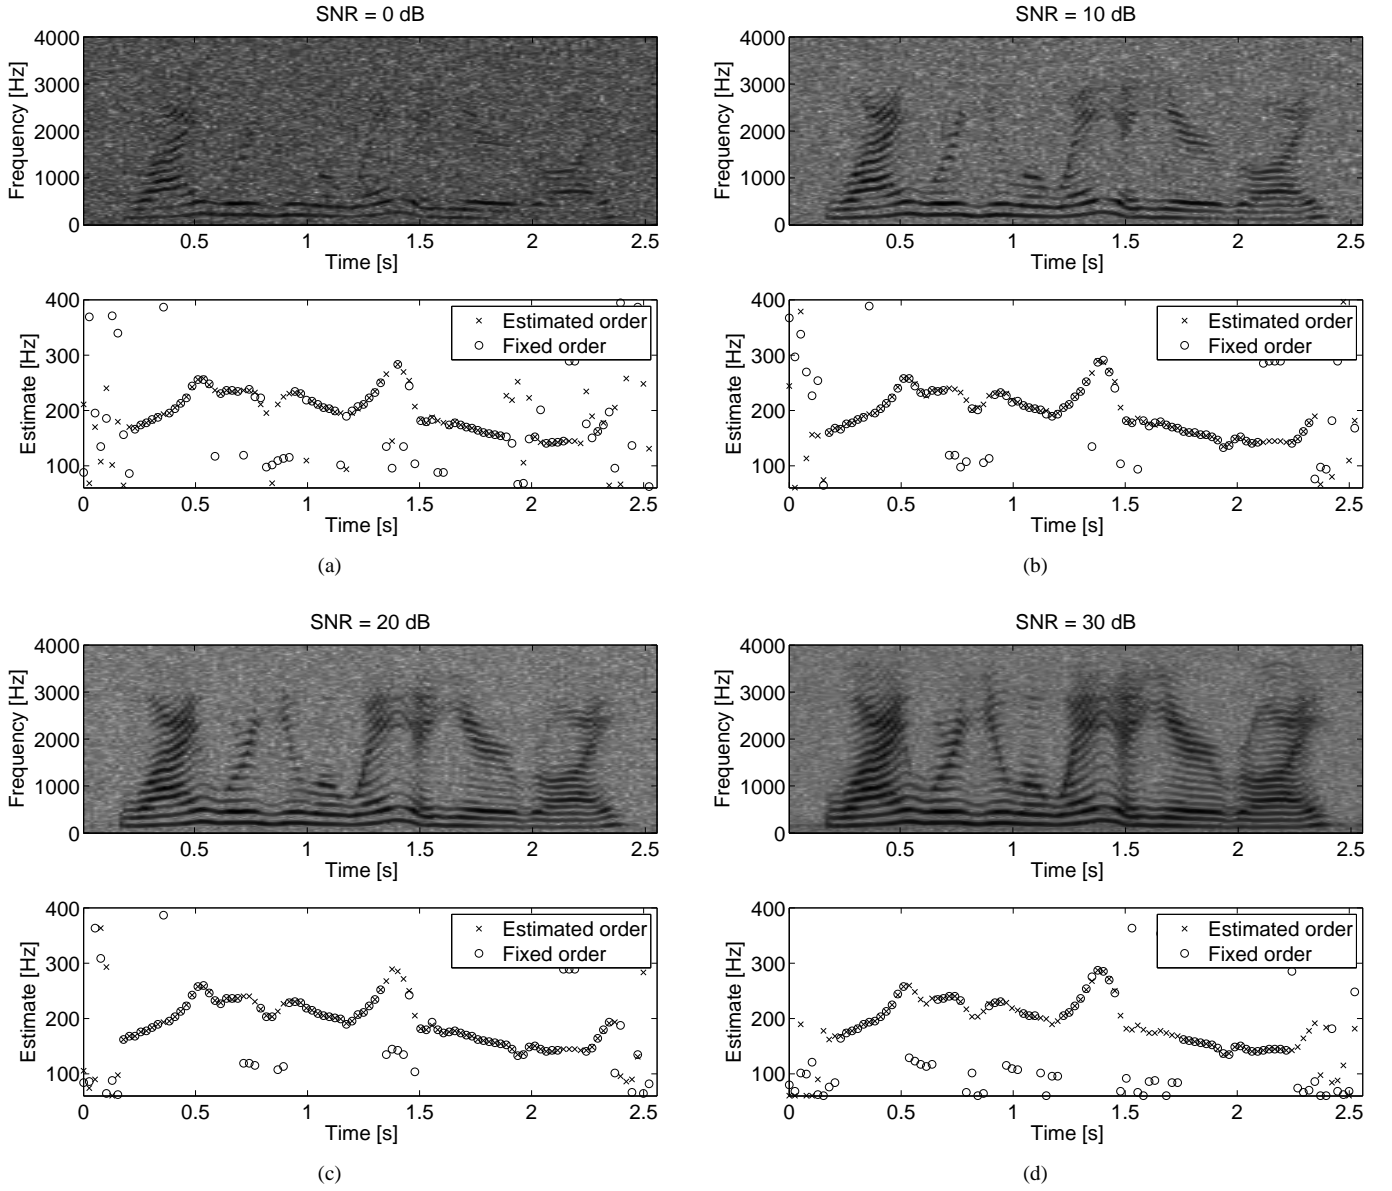 SNR = 0 dB
4000
3000
2000
1000
0
Frequency [Hz]
0.5
1
1.5
2
2.5
Time [s]
400
300
200
100
Estimate [Hz]
Estimated order
Fixed order
0
0.5
1
1.5
2
2.5
Time [s]
(a)
SNR = 10 dB
4000
3000
2000
1000
0
Frequency [Hz]
0.5
1
1.5
2
2.5
Time [s]
400
300
200
100
Estimate [Hz]
Estimated order
Fixed order
0
0.5
1
1.5
2
2.5
Time [s]
(b)
SNR = 20 dB
4000
3000
2000
1000
0
Frequency [Hz]
0.5
1
1.5
2
2.5
Time [s]
400
300
200
100
Estimate [Hz]
Estimated order
Fixed order
0
0.5
1
1.5
2
2.5
Time [s]
(c)
SNR = 30 dB
4000
3000
2000
1000
0
Frequency [Hz]
0.5
1
1.5
2
2.5
Time [s]
400
300
200
100
Estimate [Hz]
Estimated order
Fixed order
0
0.5
1
1.5
2
2.5
Time [s]
(d)